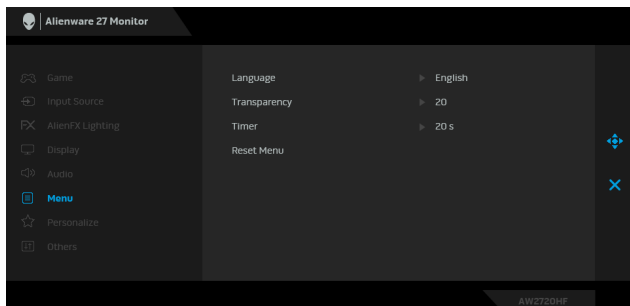 Alienware 27 Monitor
Game
Input Source
FX AlienFX Lighting
Display
Audio
Menu
Personalize
Others
Language English
Transparency 20
Timer 20 s
Reset Menu
AW2720HF